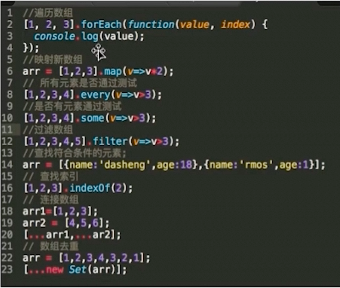 1 //遍历数组
2 [1, 2, 3].forEach(function(value, index) {
3 console.log(value);
4 });
5 //映射新数组
6 arr = [1,2,3].map(v=>v*2);
7 // 所有元素是否通过测试
8 [1,2,3,4].every(v=>v>3);
9 //是否有元素通过测试
10 [1,2,3,4].some(v=>v>3);
11 //过滤数组
12 [1,2,3,4,5].filter(v=>v>3);
13 //查找符合条件的元素;
14 arr = [{name:'dasheng',age:18},{name:'rmos',age:1}];
15 // 查找索引
16 [1,2,3].indexOf(2);
17 // 连接数组
18 arr1=[1,2,3];
19 arr2 = [4,5,6];
20 [...arr1,...ar2];
21 // 数组去重
22 arr = [1,2,3,4,3,2,1];
23 [...new Set(arr)];